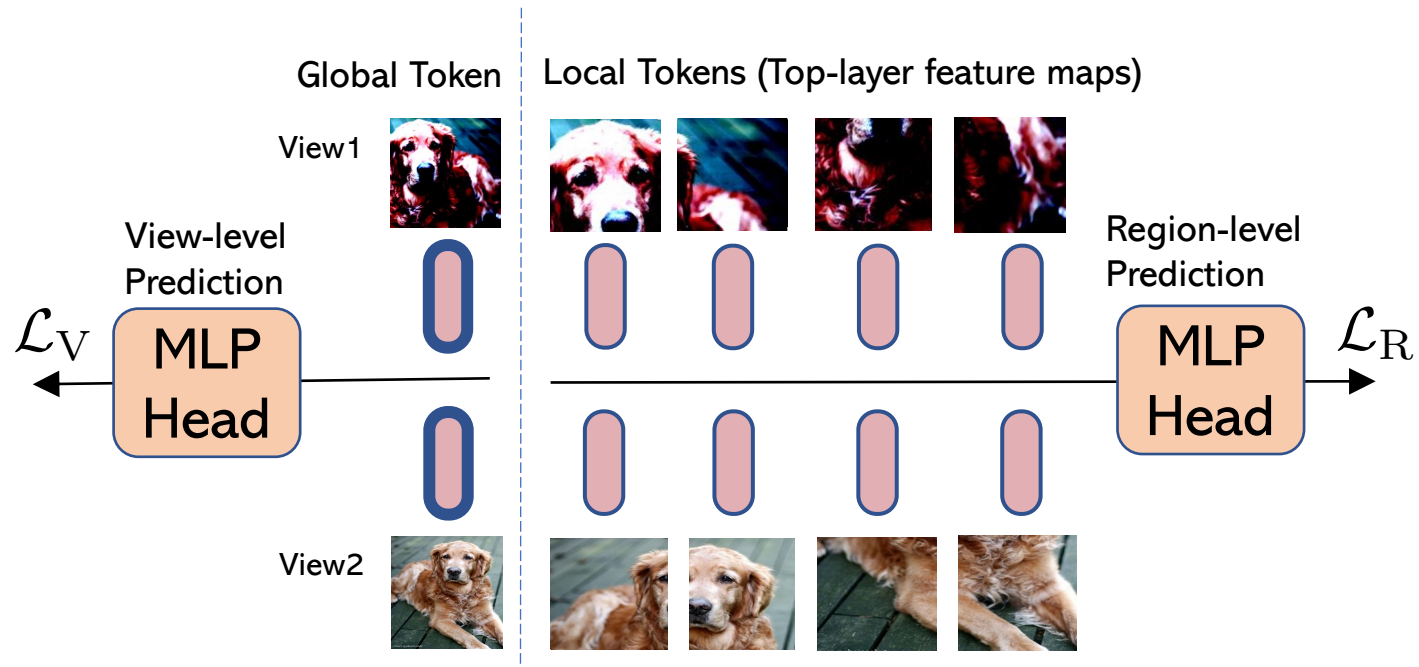 Global Token
Local Tokens (Top-layer feature maps)
View1
View-level
Prediction
Region-level
Prediction
ℒV
MLP
Head
MLP
Head
ℒR
View2